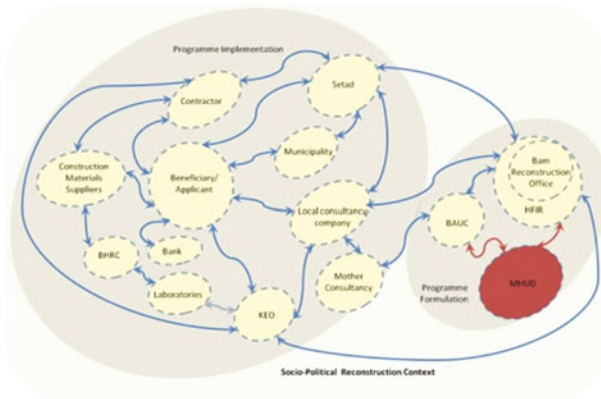 Programme Implementation
Setad
Contractor
Municipality
Construction
Materials
Suppliers
Beneficiary/
Applicant
Bam
Reconstruction
Office
HFIR
Local consultancy
company
BAUC
BHRC
Bank
Mother
Consultancy
MHUD
Laboratories
Programme
Formulation
KEO
Socio-Political Reconstruction Context